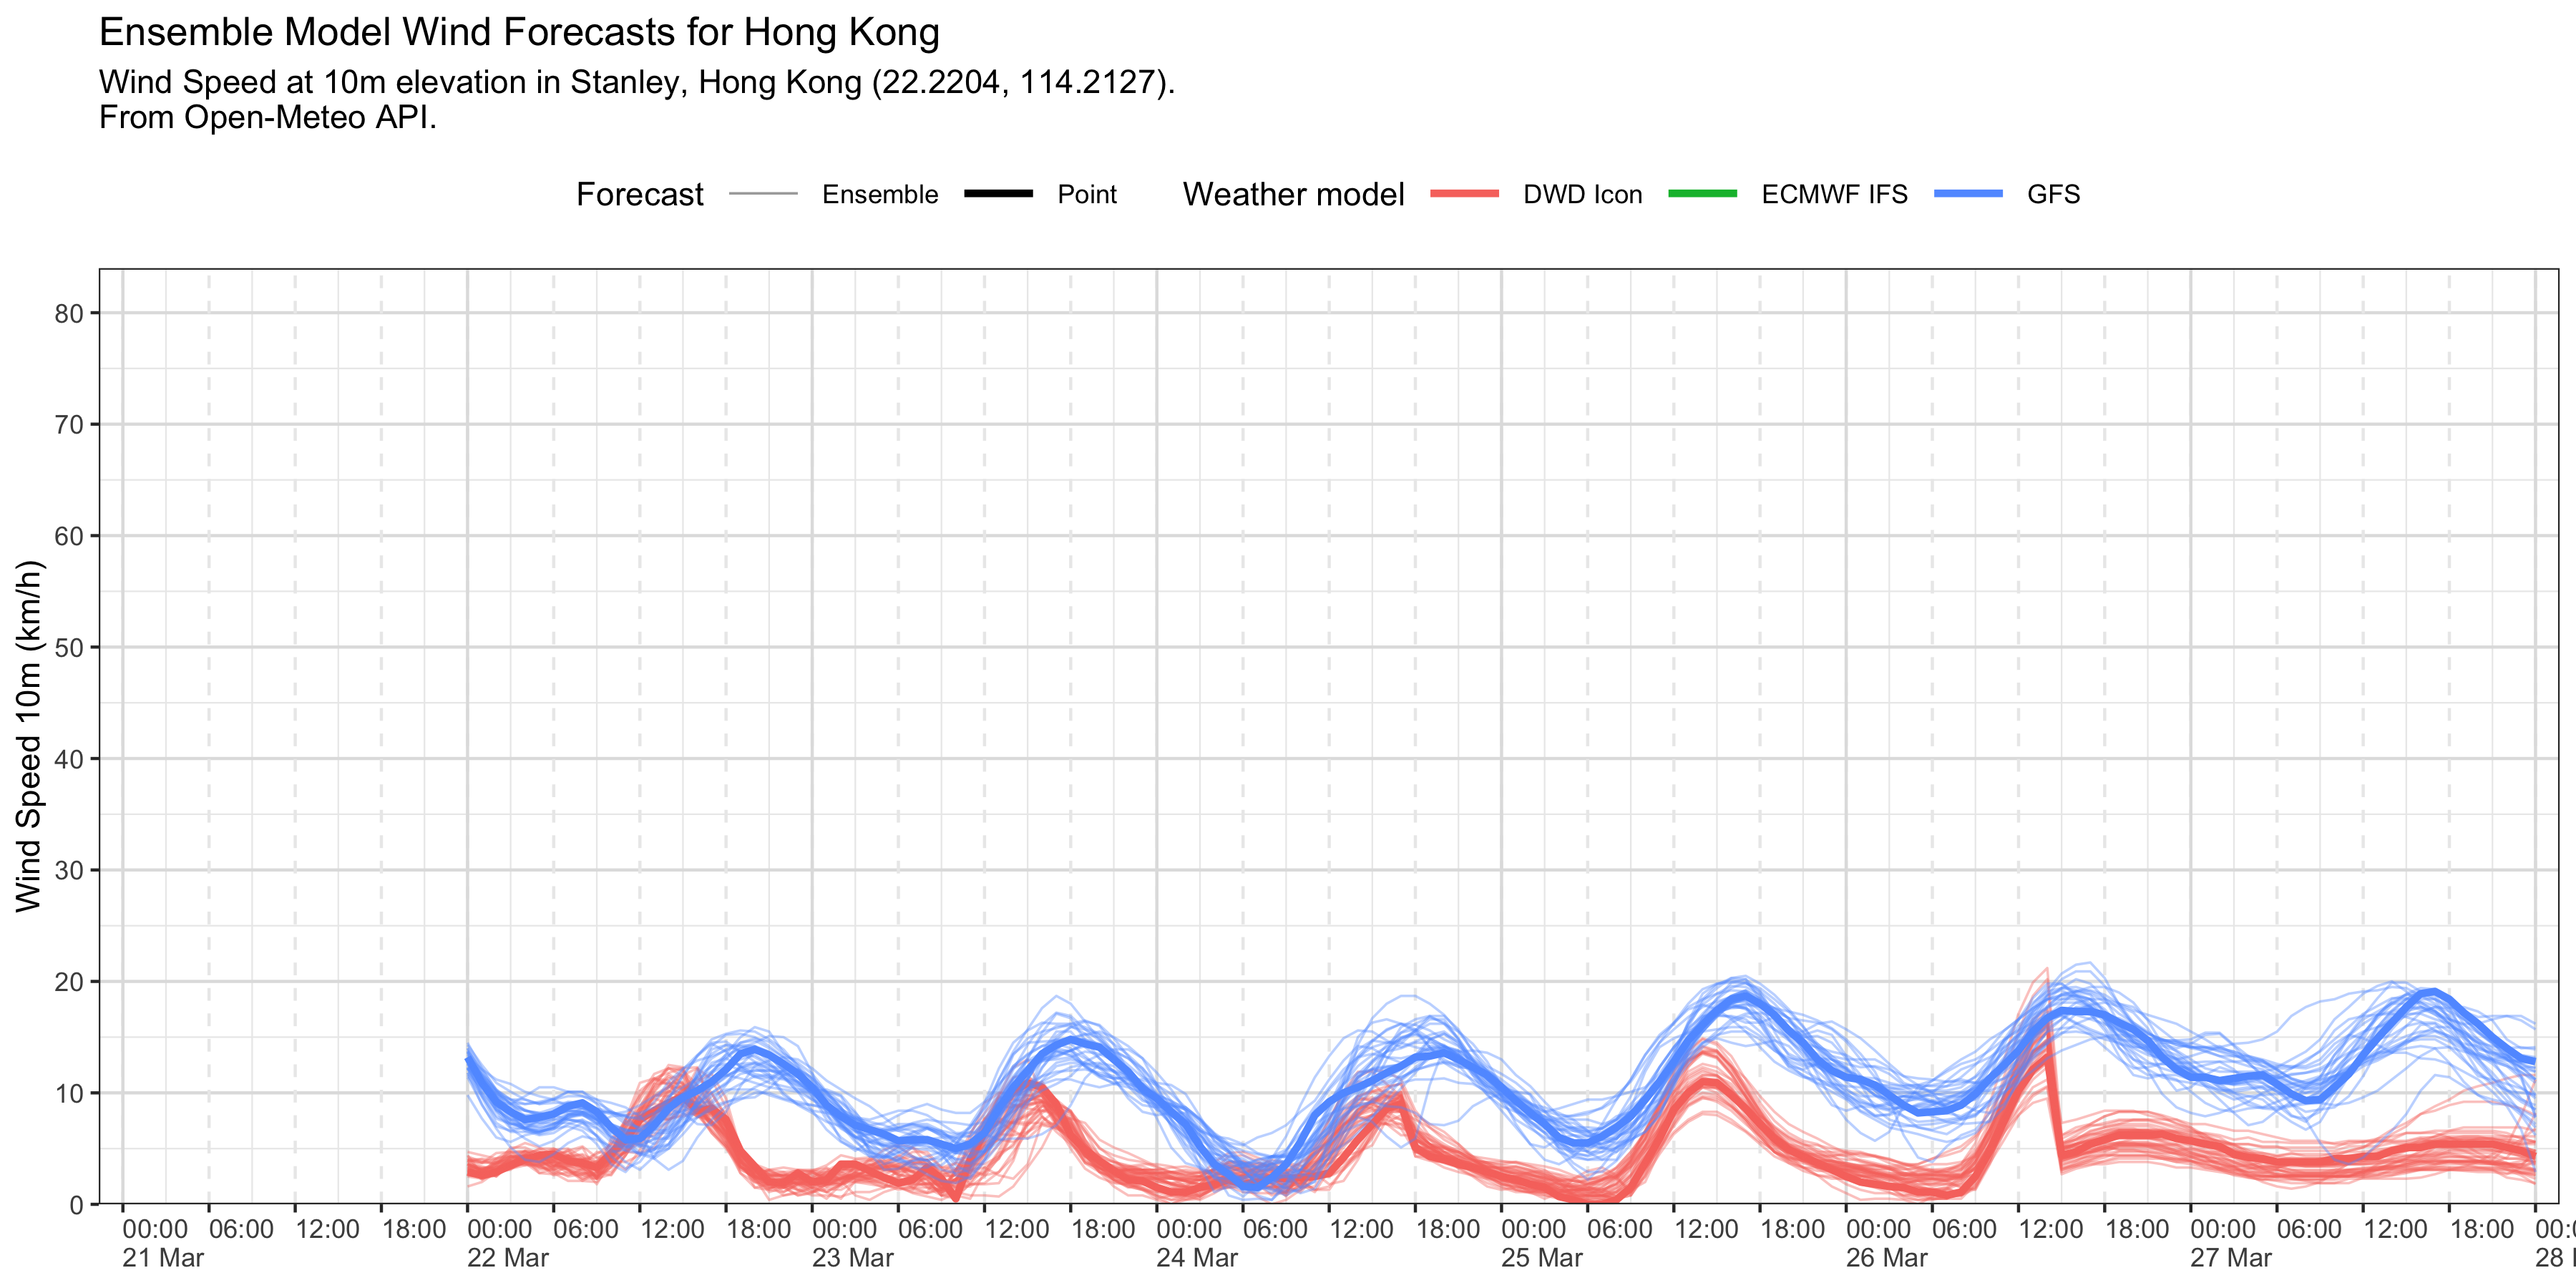 Ensemble Model Wind Forecasts for Hong Kong
Wind Speed at 10m elevation in Stanley, Hong Kong (22.2204, 114.2127).
From Open-Meteo API.
Forecast Ensemble Point Weather model DWD Icon ECMWF IFS GFS
Wind Speed 10m (km/h)
80
70
60
50
40
30
20
10
0
00:00 06:00 12:00 18:00 00:00 06:00 12:00 18:00 00:00 06:00 12:00 18:00 00:00 06:00 12:00 18:00 00:00 06:00 12:00 18:00 00:00 06:00 12:00 18:00 00:00 06:00 12:00 18:00
21 Mar 22 Mar 23 Mar 24 Mar 25 Mar 26 Mar 27 Mar 28